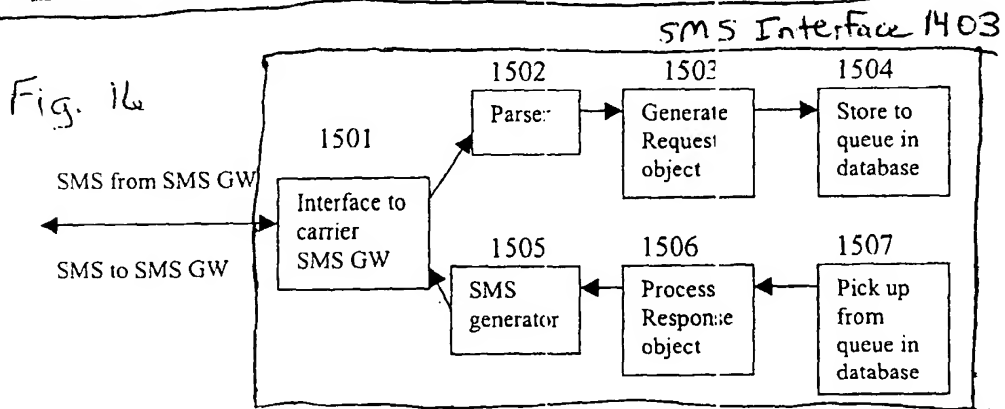 SMS Interface 1403
Fig. 16
1502
1503
1504
Parser
Generate
Request
object
Store to
queue in
database
1501
SMS from SMS GW
Interface to
carrier
SMS GW
SMS to SMS GW
1505
1506
1507
SMS
generator
Process
Response
object
Pick up
from
queue in
database